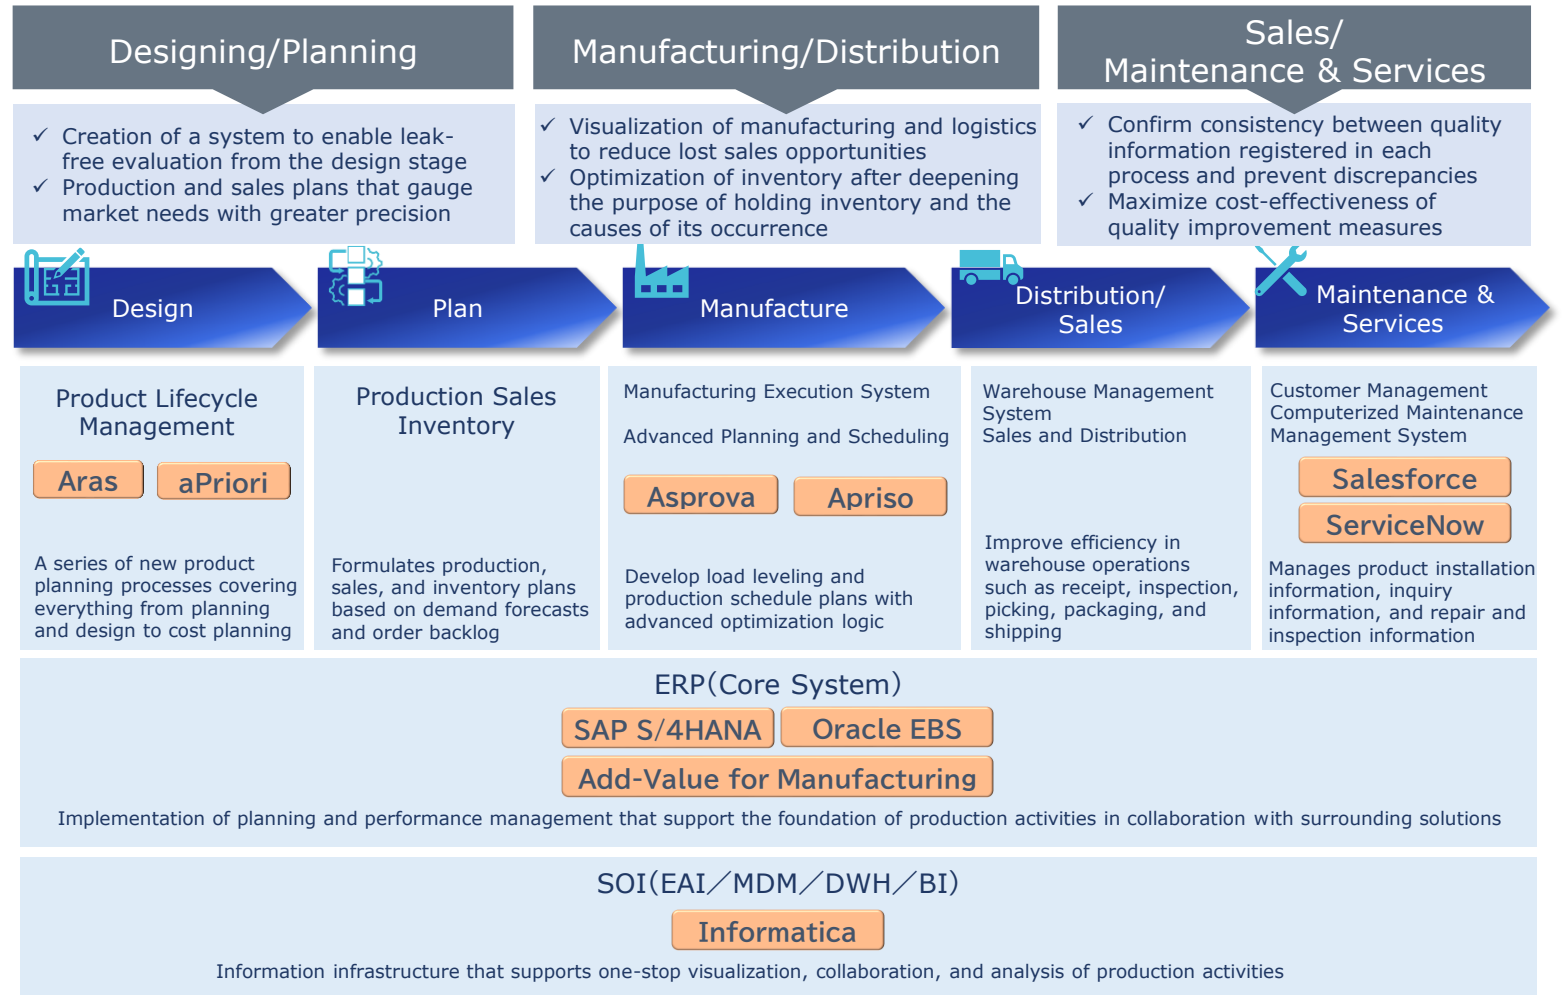 Designing/Planning
Manufacturing/Distribution
Sales/
Maintenance & Services
✓ Creation of a system to enable leak-
free evaluation from the design stage
✓ Production and sales plans that gauge
market needs with greater precision
✓ Visualization of manufacturing and logistics
to reduce lost sales opportunities
✓ Optimization of inventory after deepening
the purpose of holding inventory and the
causes of its occurrence
✓ Confirm consistency between quality
information registered in each
process and prevent discrepancies
✓ Maximize cost-effectiveness of
quality improvement measures
Design
Plan
Manufacture
Distribution/
Sales
Maintenance &
Services
Product Lifecycle
Management
Aras
aPriori
A series of new product
planning processes covering
everything from planning
and design to cost planning
Production Sales
Inventory
Formulates production,
sales, and inventory plans
based on demand forecasts
and order backlog
Manufacturing Execution System
Advanced Planning and Scheduling
Asprova
Apriso
Develop load leveling and
production schedule plans with
advanced optimization logic
Warehouse Management
System
Sales and Distribution
Improve efficiency in
warehouse operations
such as receipt, inspection,
picking, packaging, and
shipping
Customer Management
Computerized Maintenance
Management System
Salesforce
ServiceNow
Manages product installation
information, inquiry
information, and repair and
inspection information
ERP（Core System）
SAP S/4HANA
Oracle EBS
Add-Value for Manufacturing
Implementation of planning and performance management that support the foundation of production activities in collaboration with surrounding solutions
SOI（EAI／MDM／DWH／BI）
Informatica
Information infrastructure that supports one-stop visualization, collaboration, and analysis of production activities